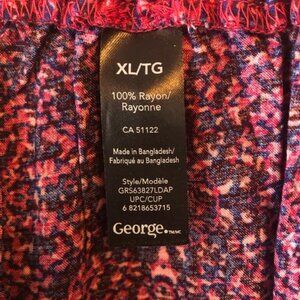 XL/TG
100% Rayon/
Rayonne
CA 51122
Made in Bangladesh/
Fabriqué au Bangladesh
Style/Modèle
GRS63827LDAP
UPC/CUP
6 8218653715
George.